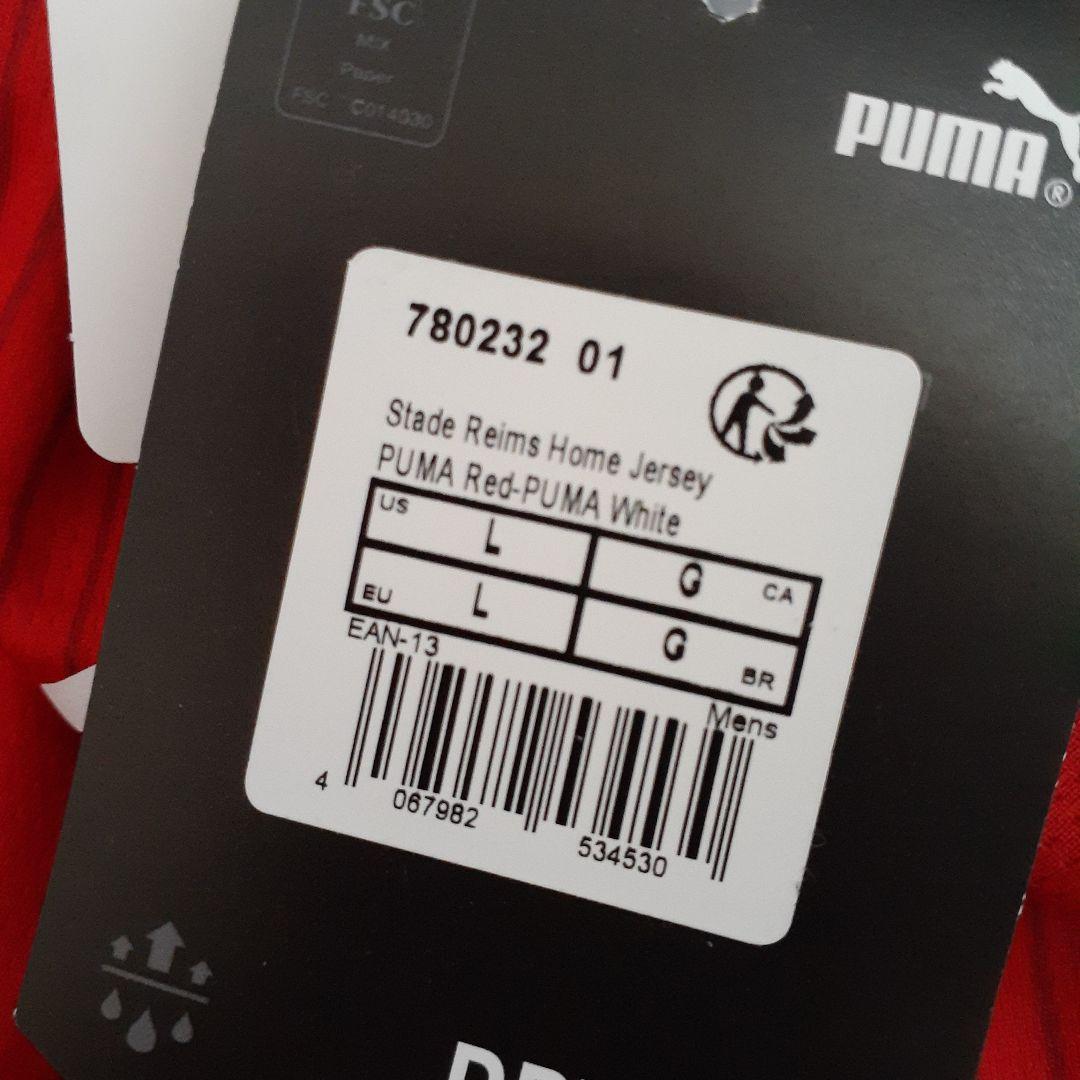 FSC
Mix
Paper
FSC C014930
PUMA®
780232 01
Stade Reims Home Jersey
PUMA Red-PUMA White
US L G CA
EU L G BR
EAN-13
Mens
4 067982 534530